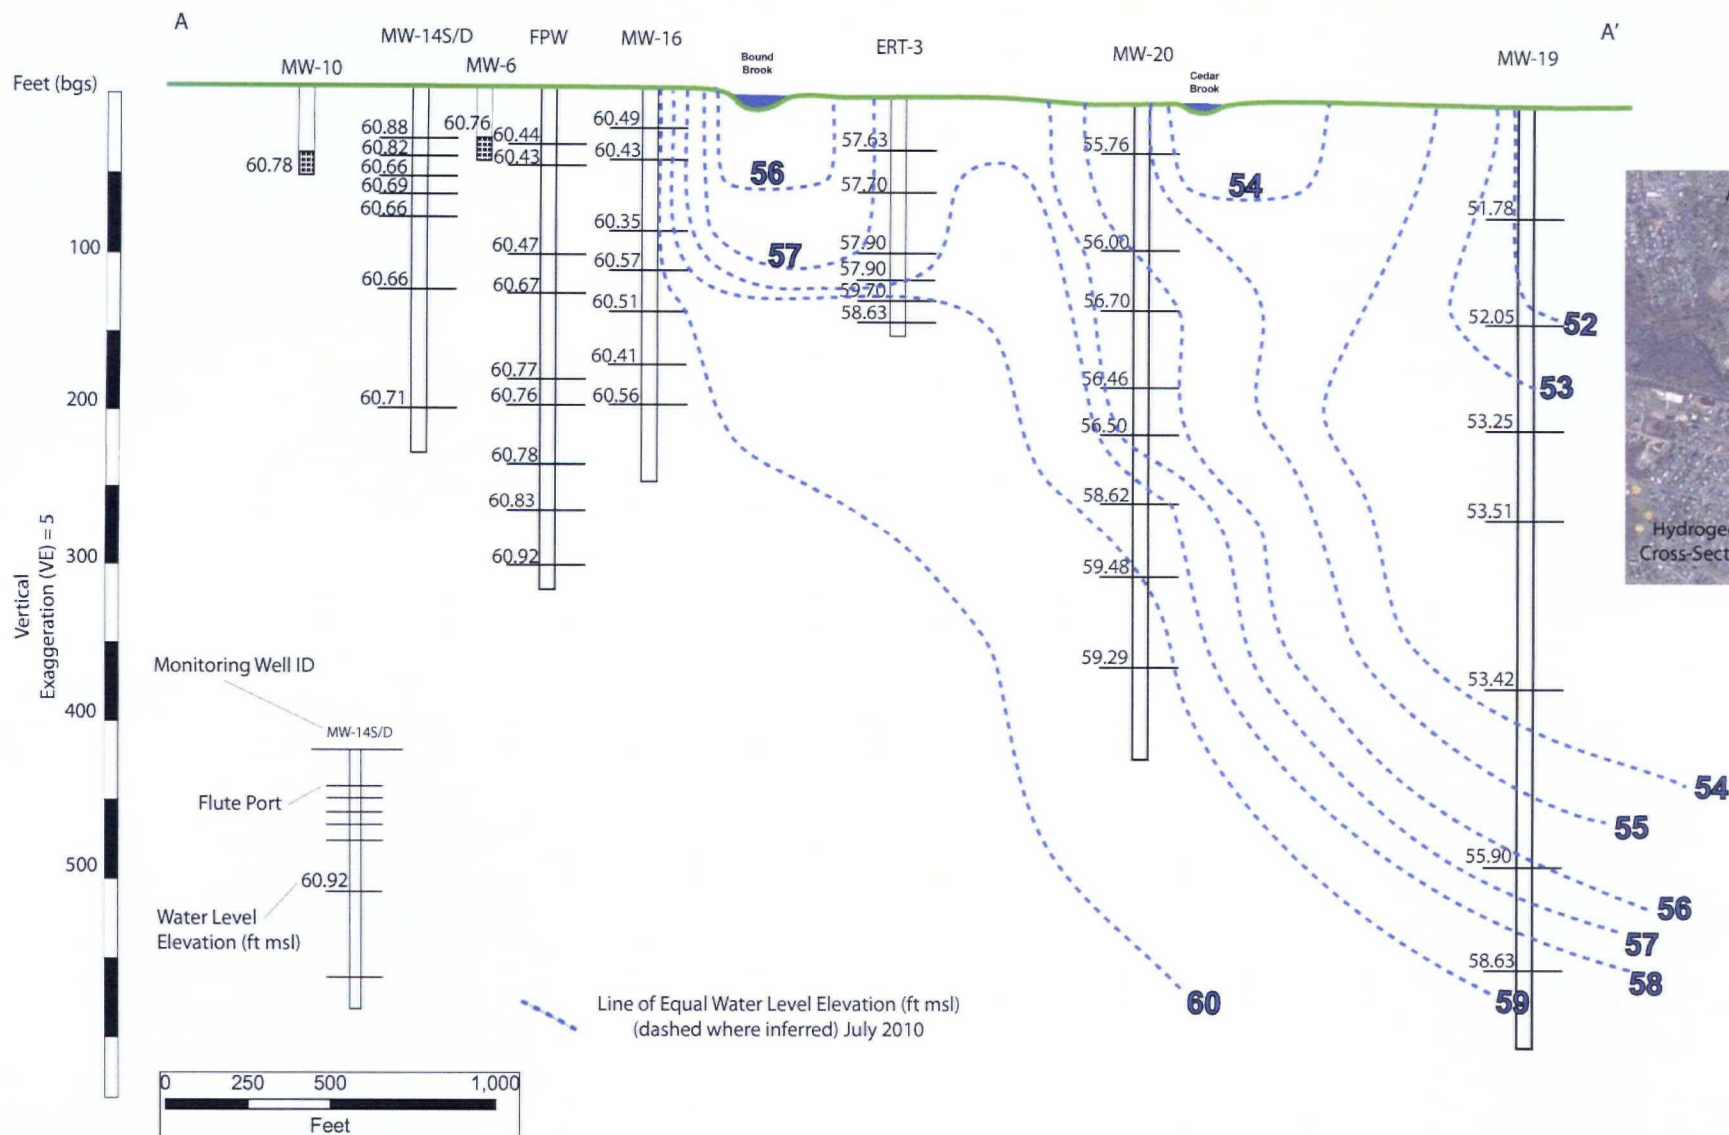 A
A'
MW-14S/D
FPW
MW-16
ERT-3
MW-20
MW-19
MW-10
MW-6
Bound
Brook
Cedar
Brook
Feet (bgs)
100
200
300
400
500
Vertical
Exaggeration (VE) = 5
60.78
60.88
60.82
60.66
60.69
60.66
60.66
60.71
60.76
60.44
60.43
60.47
60.67
60.77
60.76
60.78
60.83
60.92
60.49
60.43
60.35
60.57
60.51
60.41
60.56
56
57
57.63
57.70
57.90
57.90
59.70
58.63
55.76
56.00
56.70
56.46
56.50
58.62
59.48
59.29
54
51.78
52.05
53.25
53.51
53.42
55.90
58.63
52
53
54
55
56
57
58
59
60
Cross-Sect
Monitoring Well ID
MW-14S/D
Flute Port
60.92
Water Level
Elevation (ft msl)
Line of Equal Water Level Elevation (ft msl)
(dashed where inferred) July 2010
0 250 500 1,000
Feet